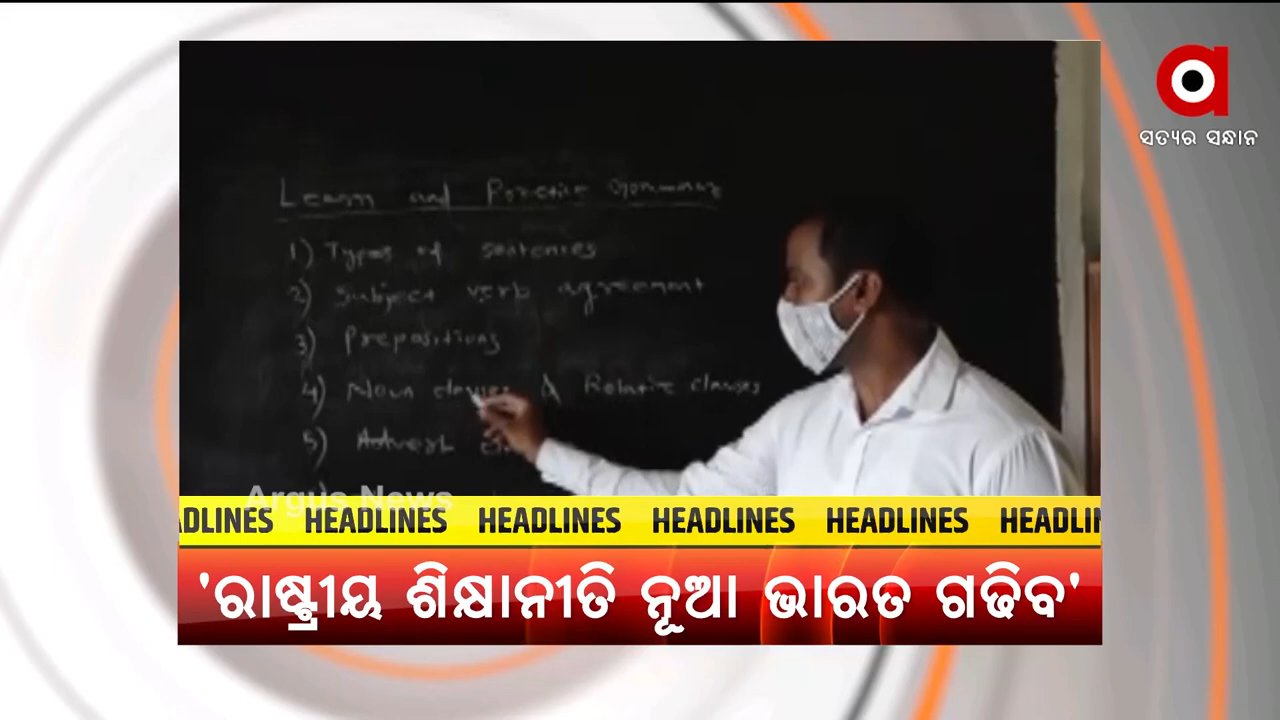 ସତ୍ୟର ସନ୍ଧାନ
Learn and Practice Grammar
1) Types of sentences
2) Subject verb agreement
3) Prepositions
4) Noun clauses & Relative clauses
5) Adverb
Argus News
HEADLINES HEADLINES HEADLINES HEADLINES
'ରାଷ୍ଟ୍ରୀୟ ଶିକ୍ଷାନୀତି ନୂଆ ଭାରତ ଗଢିବ'